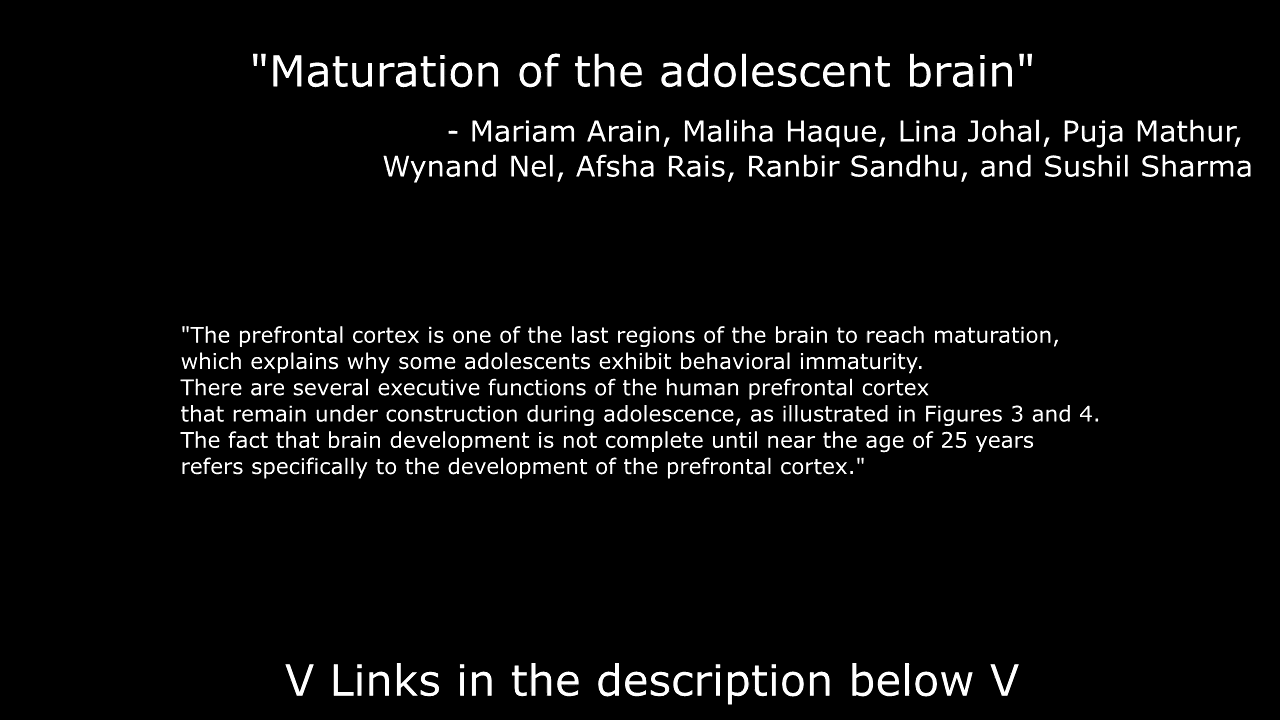 "Maturation of the adolescent brain"
- Mariam Arain, Maliha Haque, Lina Johal, Puja Mathur,
Wynand Nel, Afsha Rais, Ranbir Sandhu, and Sushil Sharma
"The prefrontal cortex is one of the last regions of the brain to reach maturation,
which explains why some adolescents exhibit behavioral immaturity.
There are several executive functions of the human prefrontal cortex
that remain under construction during adolescence, as illustrated in Figures 3 and 4.
The fact that brain development is not complete until near the age of 25 years
refers specifically to the development of the prefrontal cortex."
V Links in the description below V